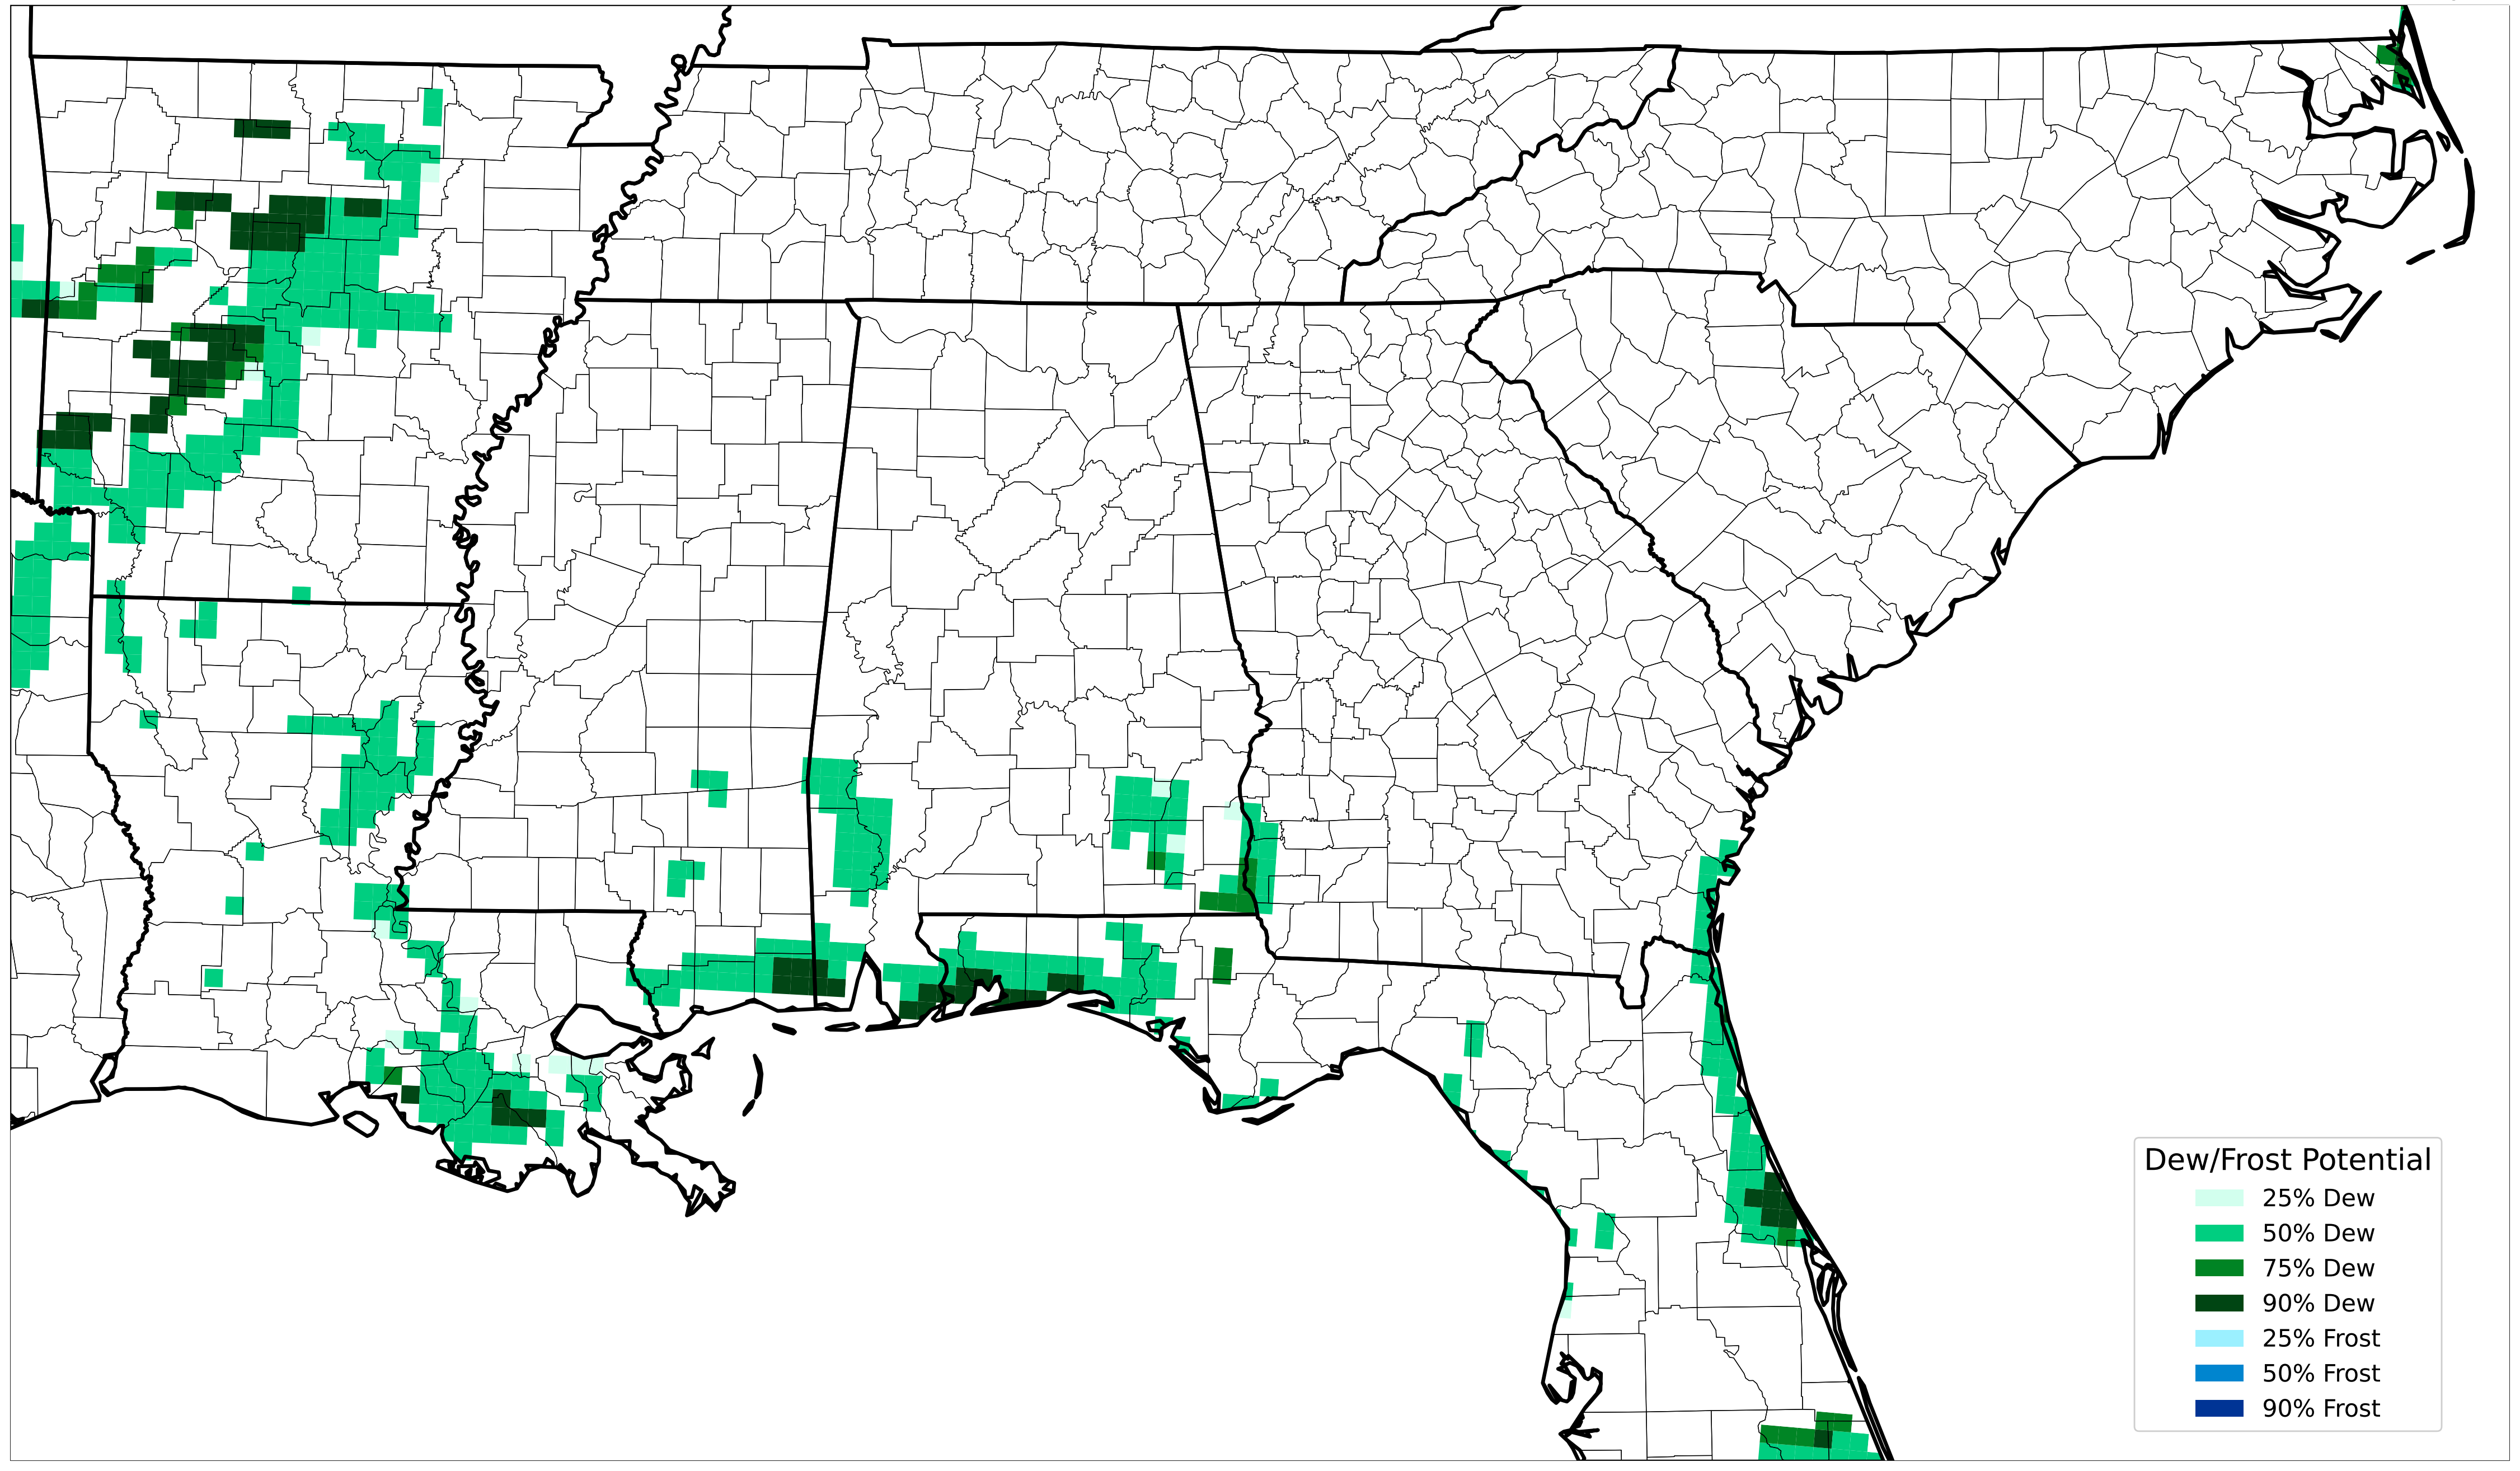 Dew/Frost Potential
25% Dew
50% Dew
75% Dew
90% Dew
25% Frost
50% Frost
90% Frost